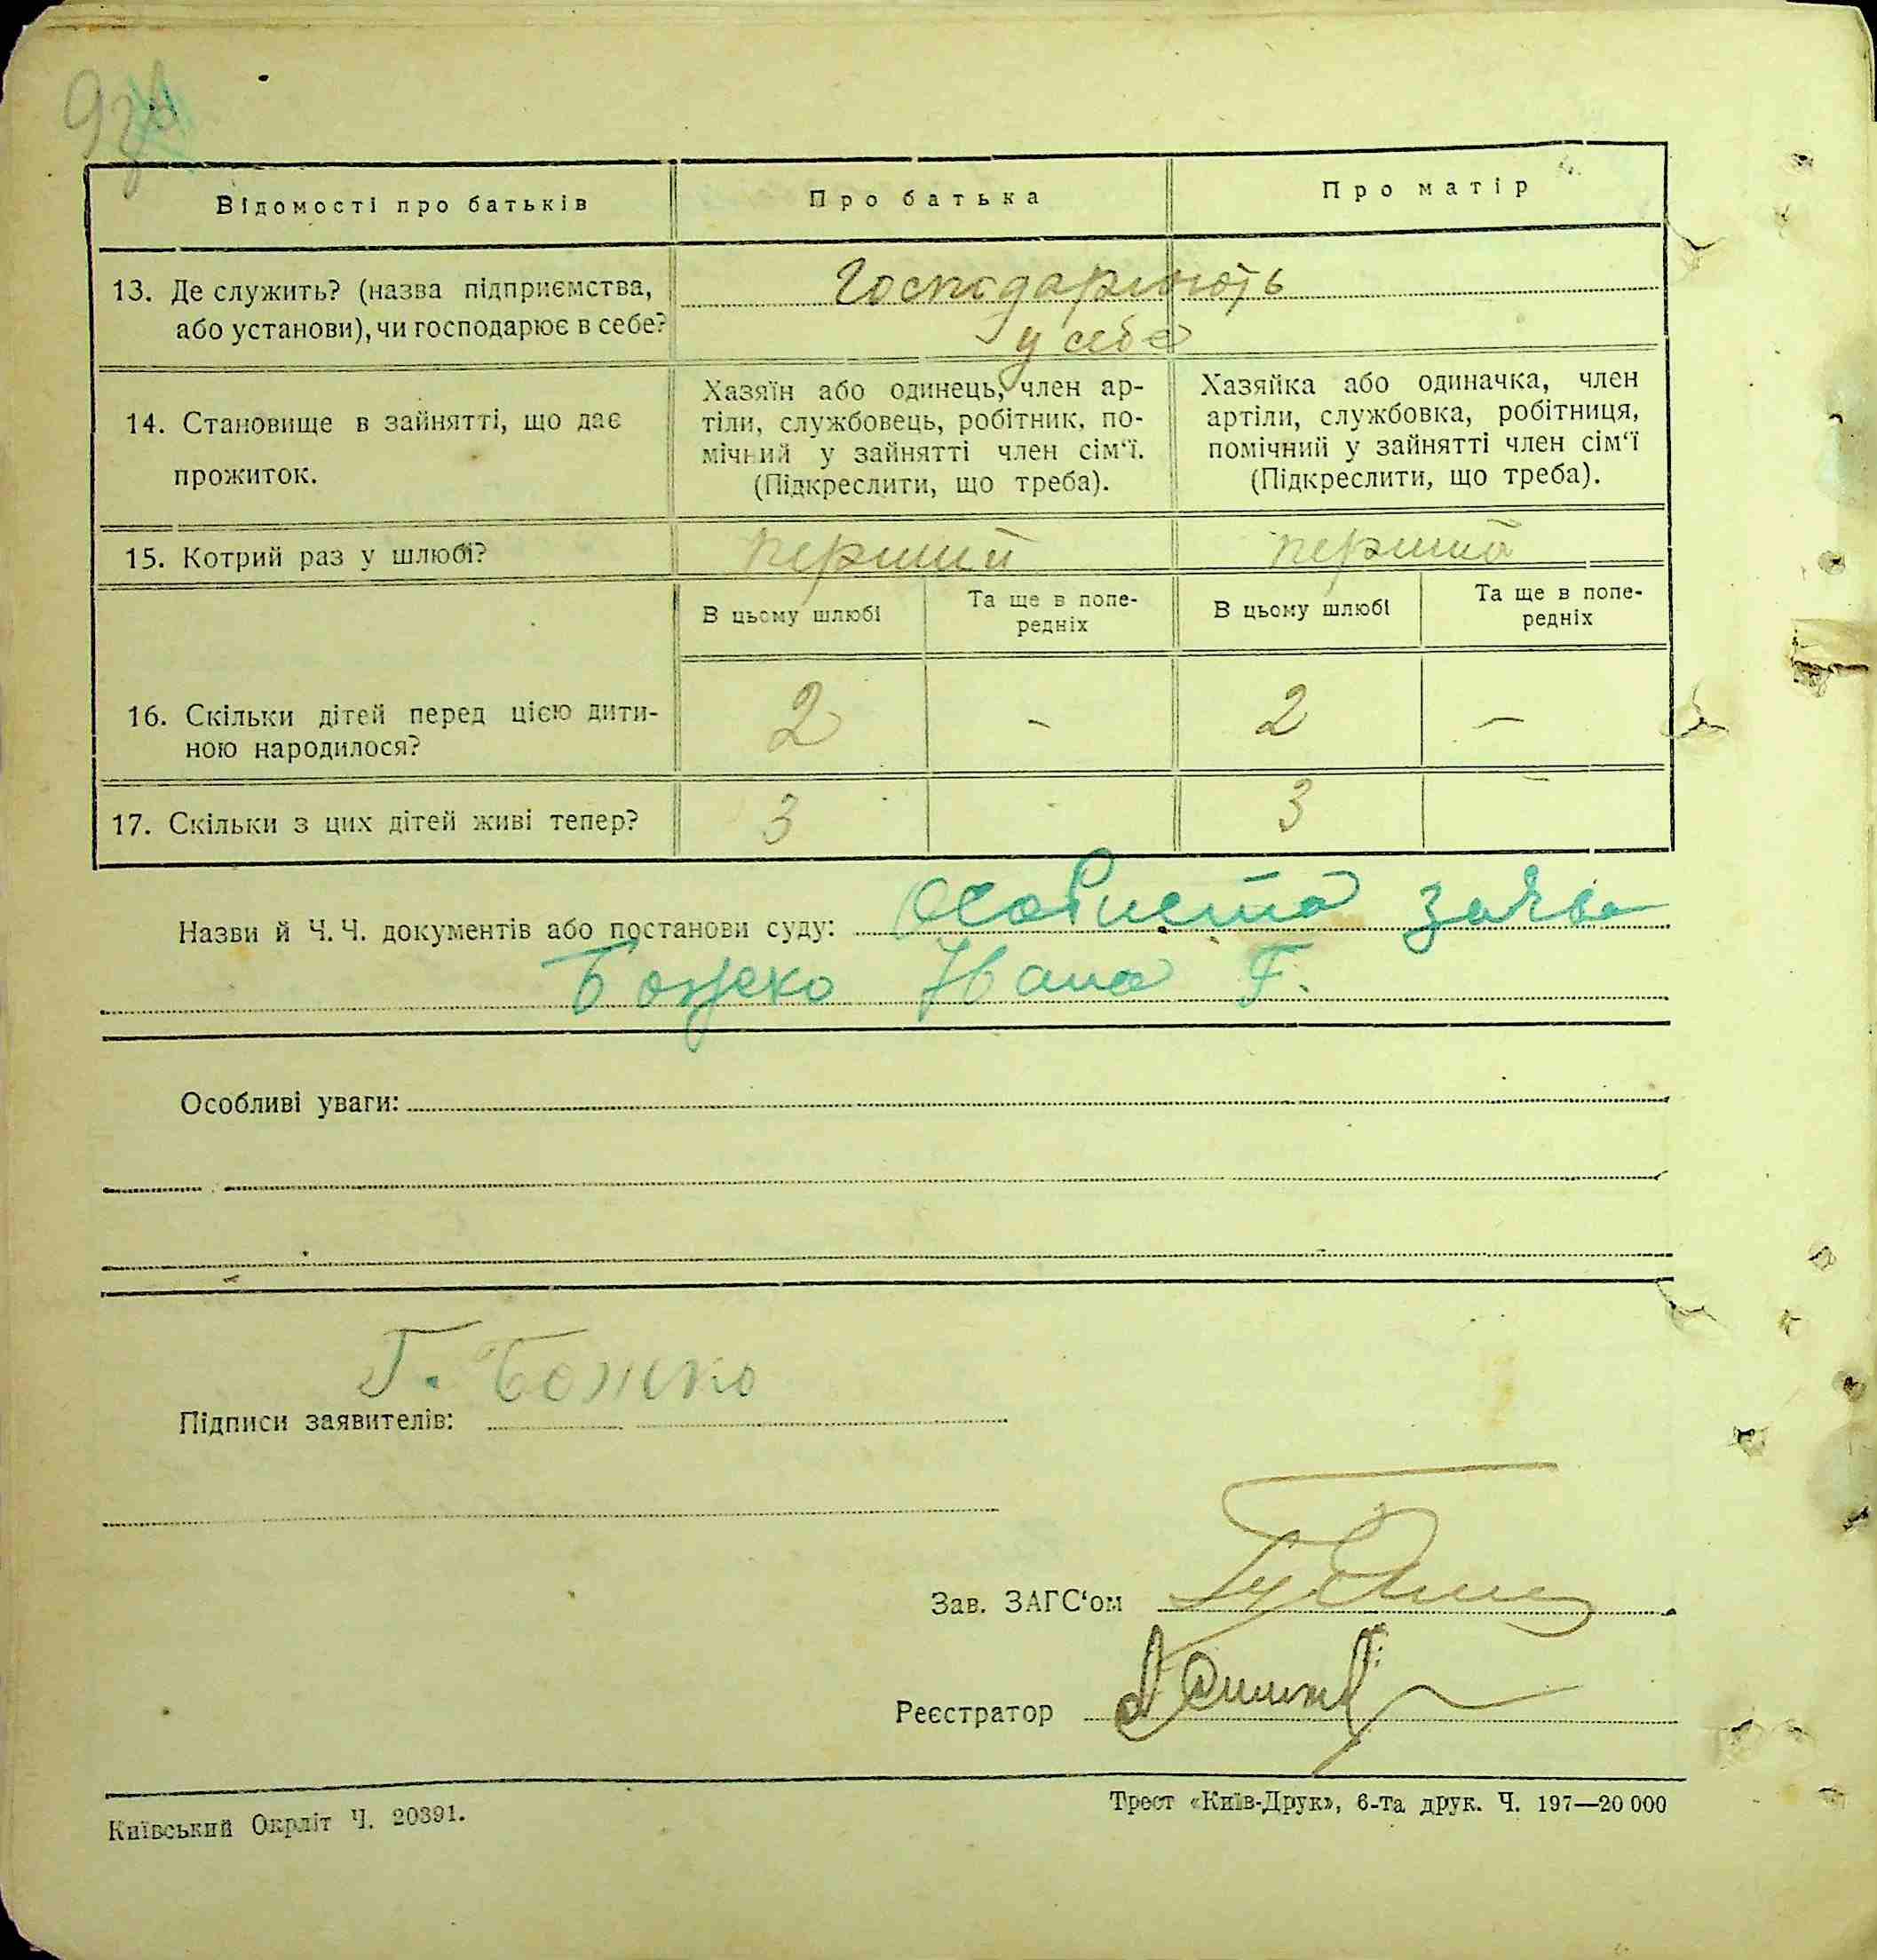 Відомості про батьків
Про батька
Про матір
13. Де служить? (назва підприємства,
або установи), чи господарює в себе?
Господарюють
у себе
14. Становище в зайнятті, що дає
прожиток.
Хазяїн або одинець, член ар-
тіли, службовець, робітник, по-
мічний у зайнятті член сім'ї.
(Підкреслити, що треба).
Хазяйка або одиначка, член
артіли, службовка, робітниця,
помічний у зайнятті член сім'ї
(Підкреслити, що треба).
15. Котрий раз у шлюбі?
перший
перший
В цьому шлюбі
Та ще в попе-
редніх
В цьому шлюбі
Та ще в попе-
редніх
16. Скільки дітей перед цією дити-
ною народилося?
2
-
2
-
17. Скільки з цих дітей живі тепер?
3
3
Назви й Ч. Ч. документів або постанови суду: Особиста заява
Божко Івана Г.
Особливі уваги:
Г. Божко
Підписи заявителів:
Зав. ЗАГС'ом
Реєстратор
Київський Окрліт Ч. 20391.
Трест «Київ-Друк», 6-та друк. Ч. 197—20 000